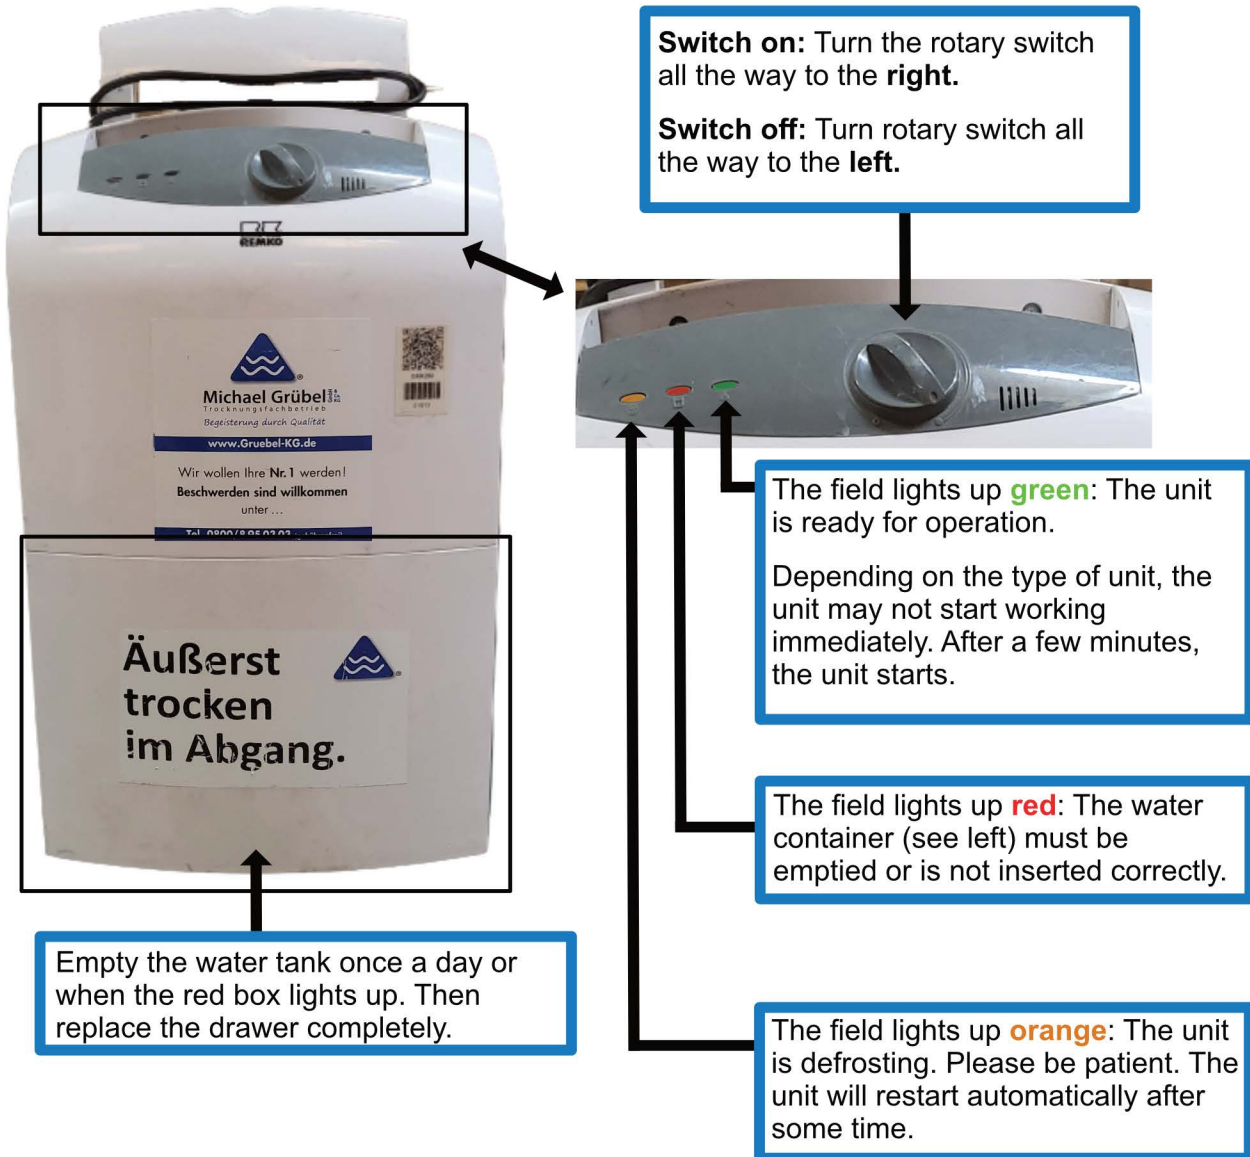 Switch on: Turn the rotary switch
all the way to the right.
Switch off: Turn rotary switch all
the way to the left.
REMKO
Michael Grübel
Trocknungsfachbetrieb
Begeisterung durch Qualität
www.Gruebel-KG.de
Wir wollen Ihre Nr. 1 werden!
Beschwerden sind willkommen
unter ...
Äußerst
trocken
im Abgang.
Empty the water tank once a day or
when the red box lights up. Then
replace the drawer completely.
The field lights up green: The unit
is ready for operation.
Depending on the type of unit, the
unit may not start working
immediately. After a few minutes,
the unit starts.
The field lights up red: The water
container (see left) must be
emptied or is not inserted correctly.
The field lights up orange: The unit
is defrosting. Please be patient. The
unit will restart automatically after
some time.